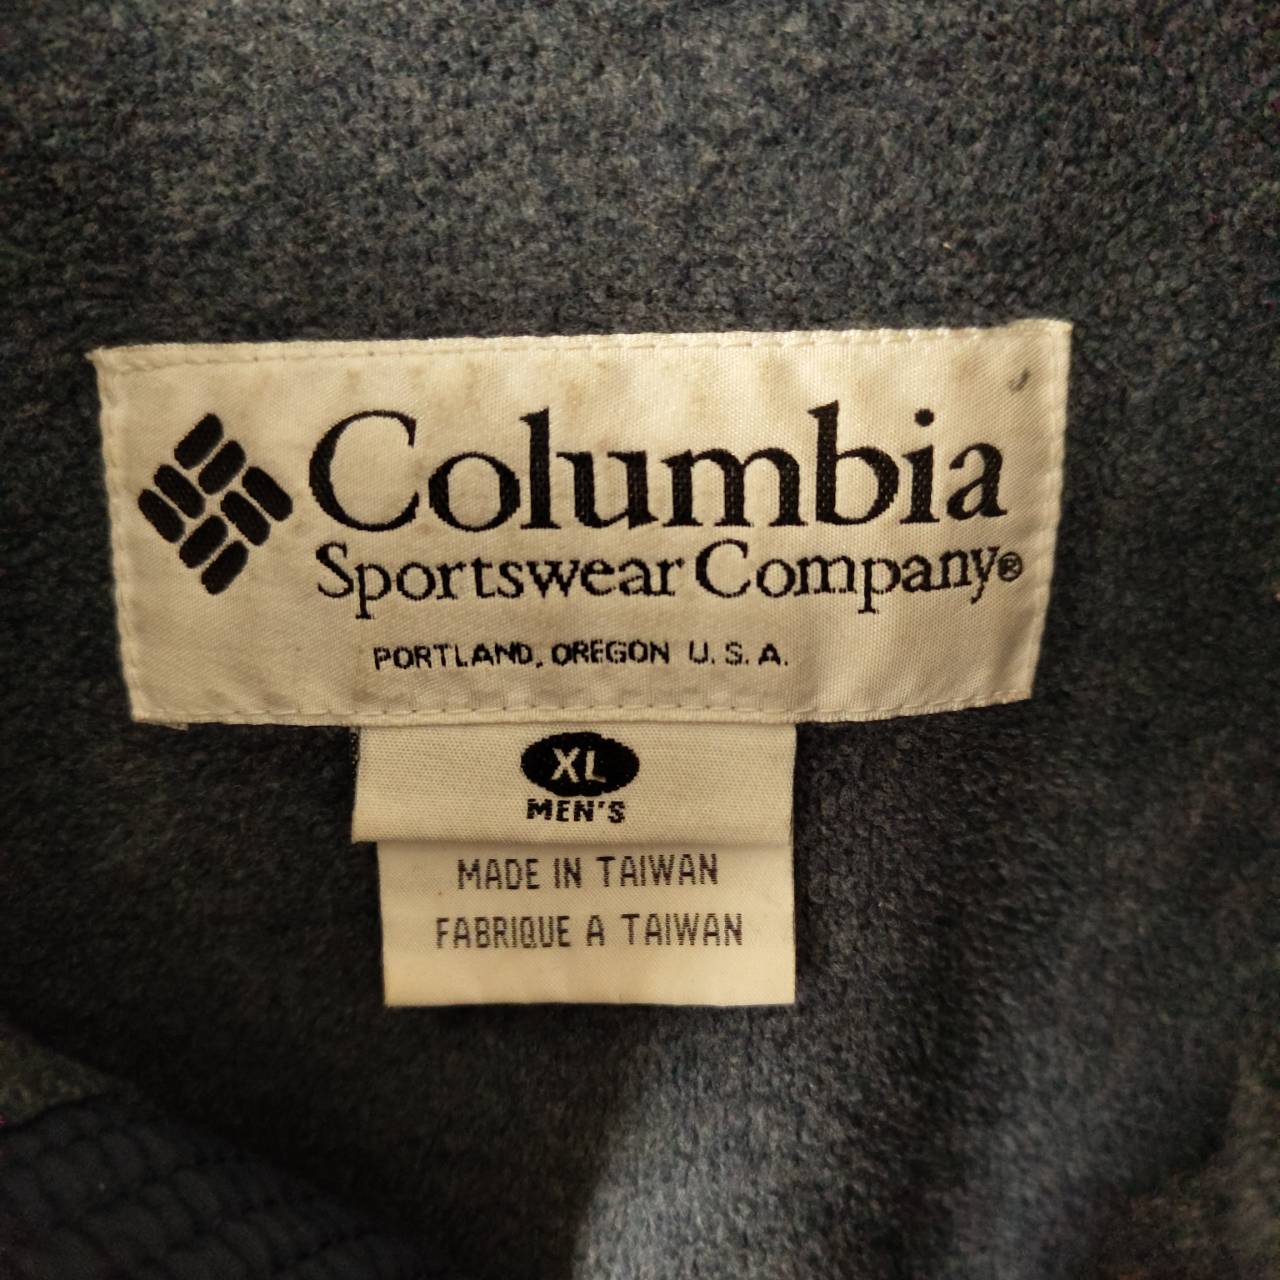 Columbia
Sportswear Company®
PORTLAND, OREGON U.S.A.
XL
MEN'S
MADE IN TAIWAN
FABRIQUE A TAIWAN